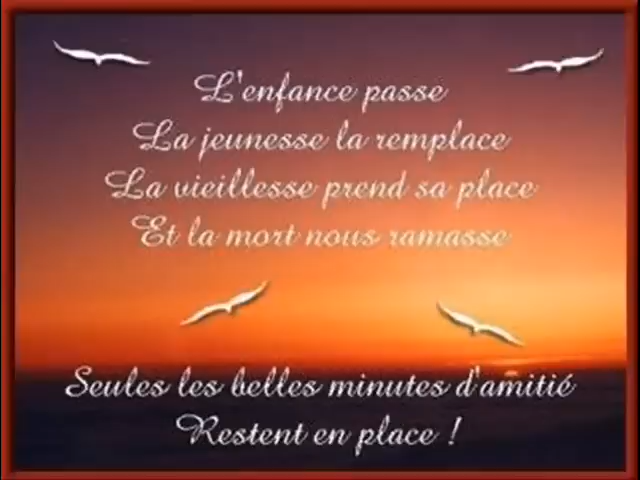 L'enfance passe
La jeunesse la remplace
La vieillesse prend sa place
Et la mort nous ramasse
Seules les belles minutes d'amitié
Restent en place !